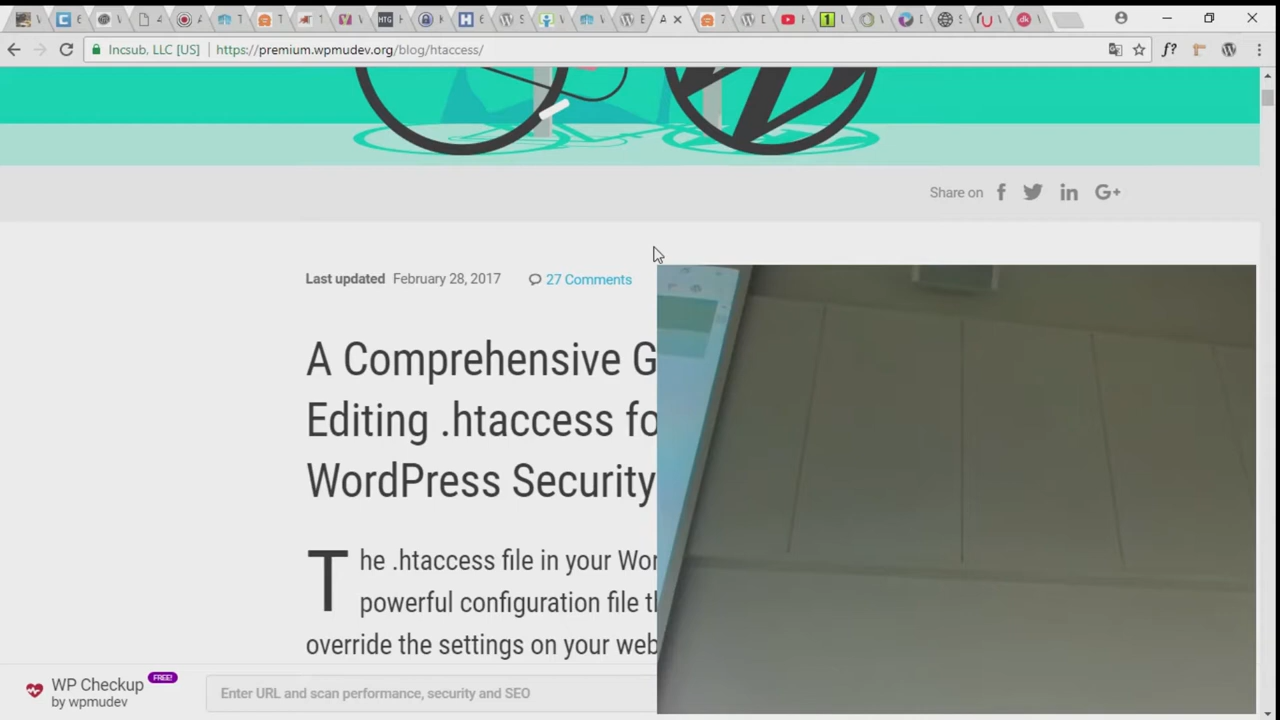 Incsub, LLC [US]
https://premium.wpmudev.org/blog/htaccess/
Share on
Last updated February 28, 2017
27 Comments
A Comprehensive G
Editing .htaccess fo
WordPress Security
The .htaccess file in your Wor
powerful configuration file th
override the settings on your web
WP Checkup FREE!
by wpmudev
Enter URL and scan performance, security and SEO